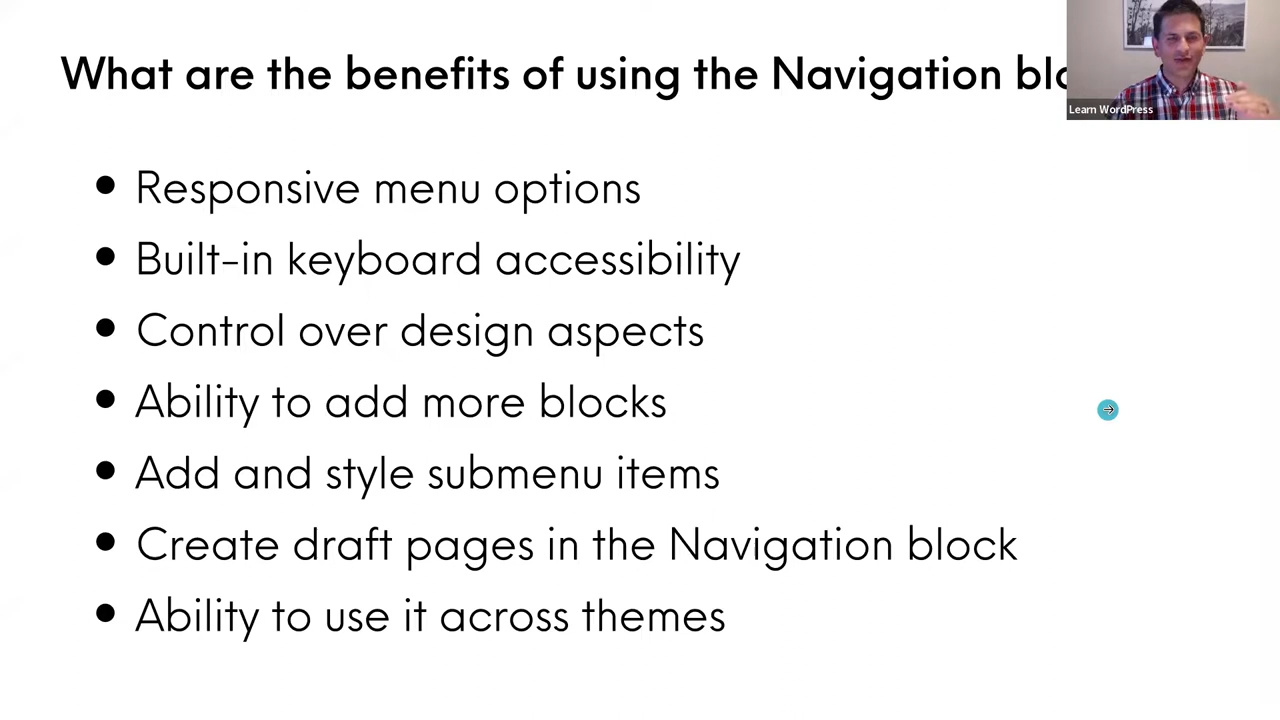 What are the benefits of using the Navigation
Learn WordPress
Responsive menu options
Built-in keyboard accessibility
Control over design aspects
Ability to add more blocks
Add and style submenu items
Create draft pages in the Navigation block
Ability to use it across themes